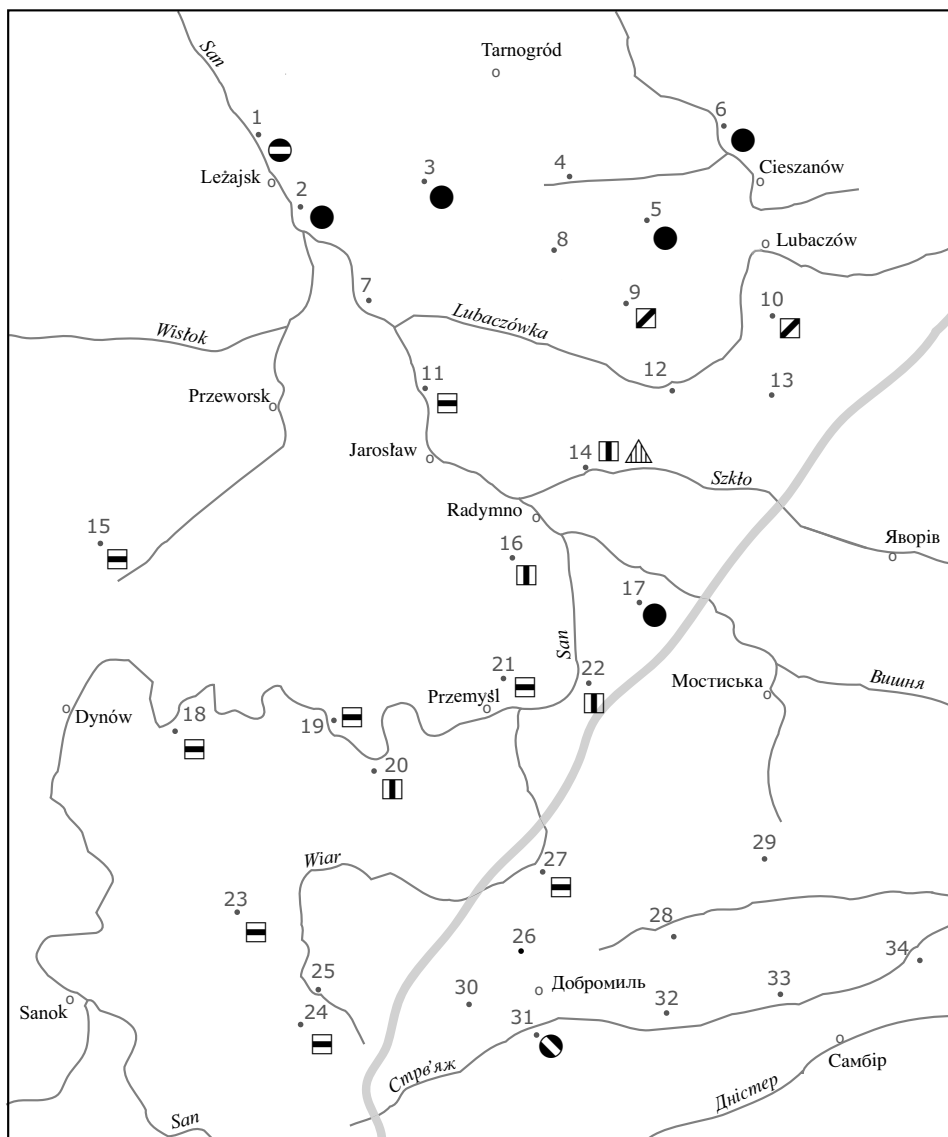 San
Tarnogród
1
6
3
4
Leżajsk
Cieszanów
2
5
8
Lubaczów
7
9
10
Wisłok
Lubaczówka
11
12
13
Przeworsk
14
Jarosław
Szkło
Radymno
15
16
Яворів
17
San
21
22
Przemyśl
Мостиська
Вишня
Dynów
18
19
20
Wiar
27
29
23
28
26
34
25
Добромиль
33
Sanok
30
32
24
31
Самбір
Стрв'яж
Дністер
San